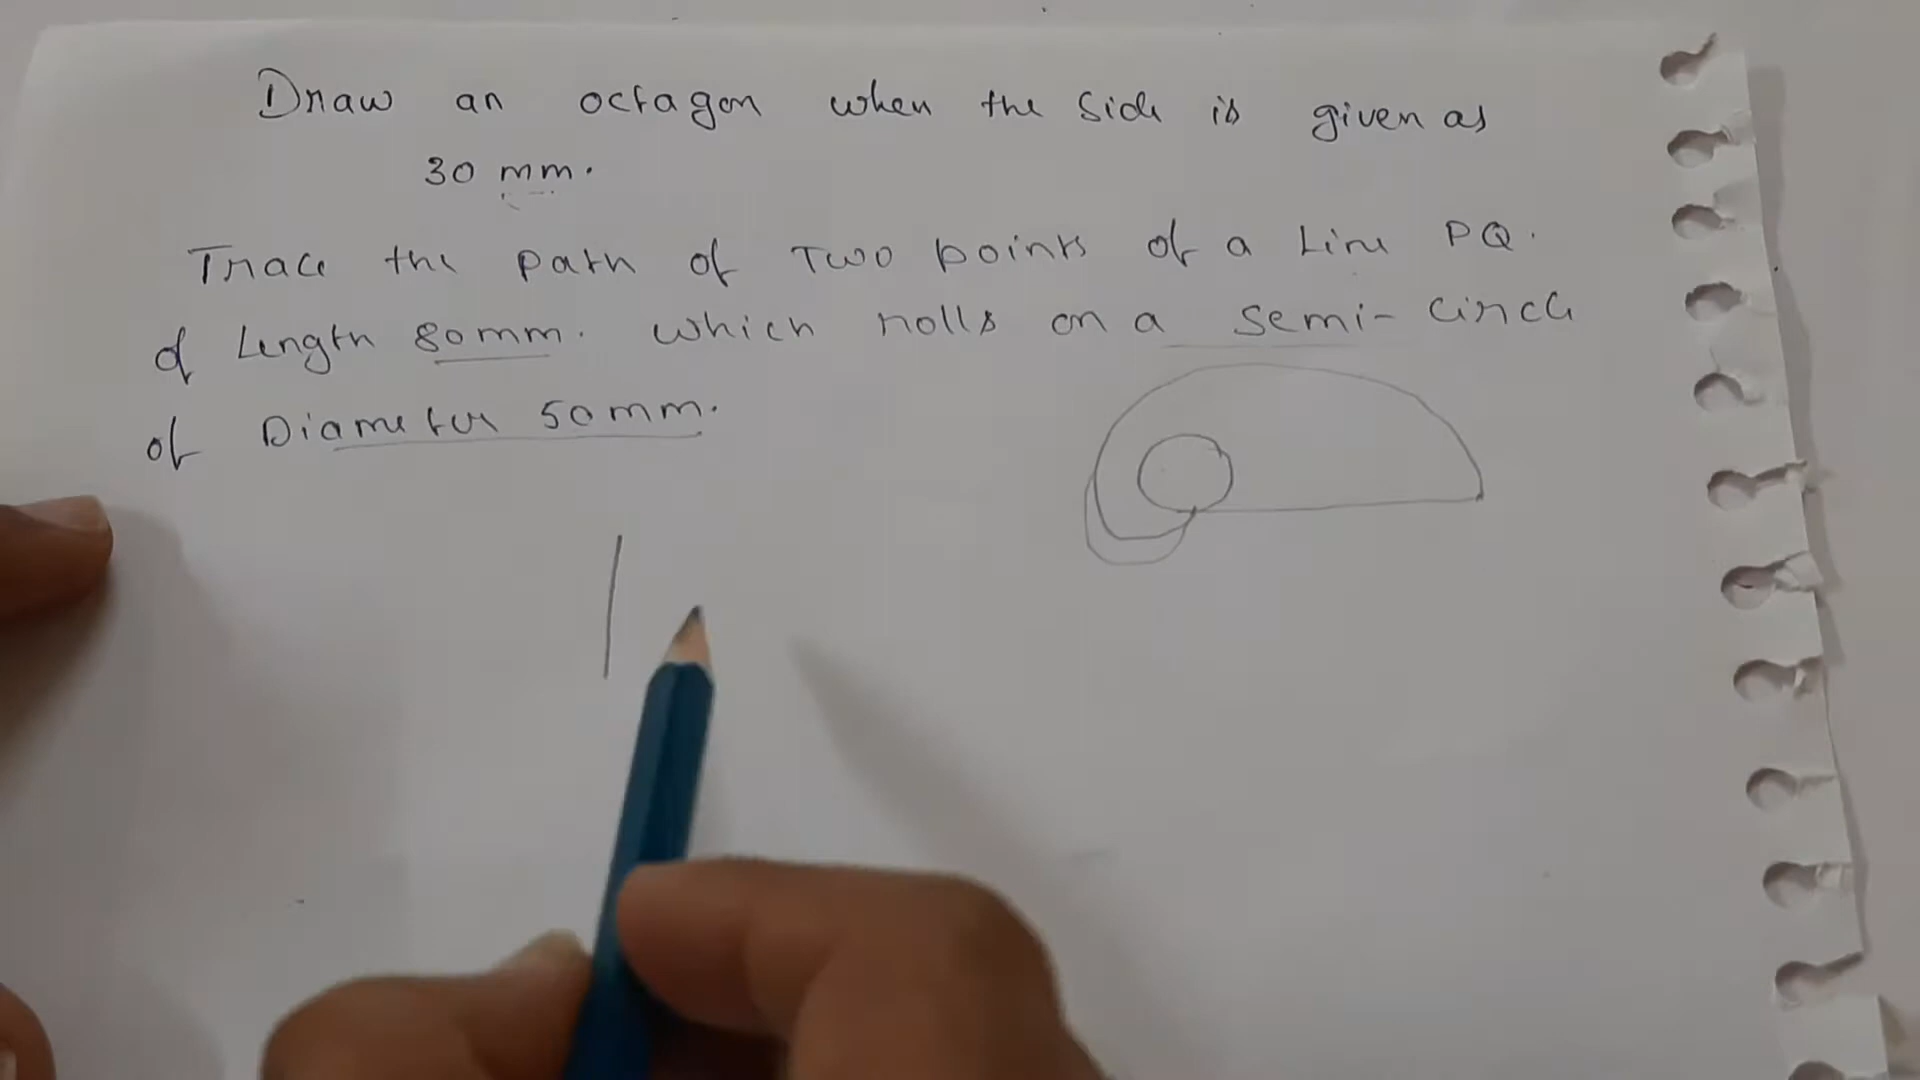 Draw an octagon when the side is given as
30 mm.
Trace the path of Two points of a Line PQ.
of Length 80mm. which rolls on a semi-circle
of Diameter 50mm.